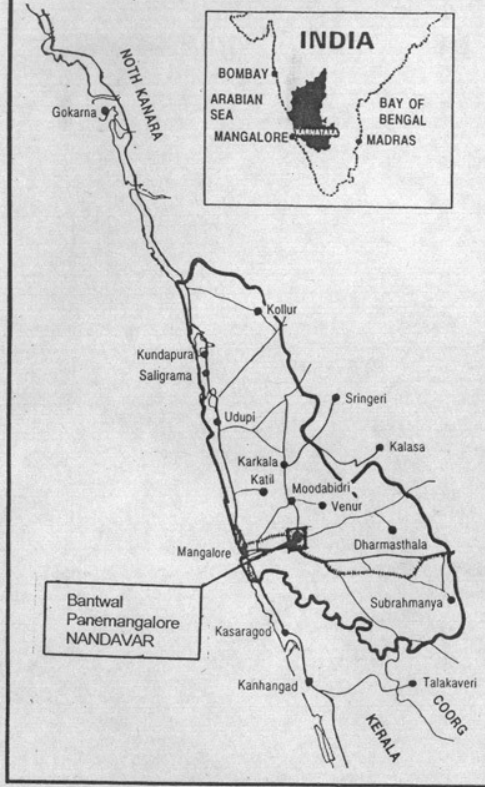 INDIA
BOMBAY
ARABIAN
SEA
BAY OF
BENGAL
MANGALORE
KARNATAKA
MADRAS
NOTH KANARA
Gokarna
Kollur
Kundapura
Saligrama
Udupi
Sringeri
Kalasa
Karkala
Katil
Moodabidri
Venur
Mangalore
Dharmasthala
Bantwal
Panemangalore
NANDAVAR
Subrahmanya
Kasaragod
Kanhangad
Talakaveri
COORG
KERALA